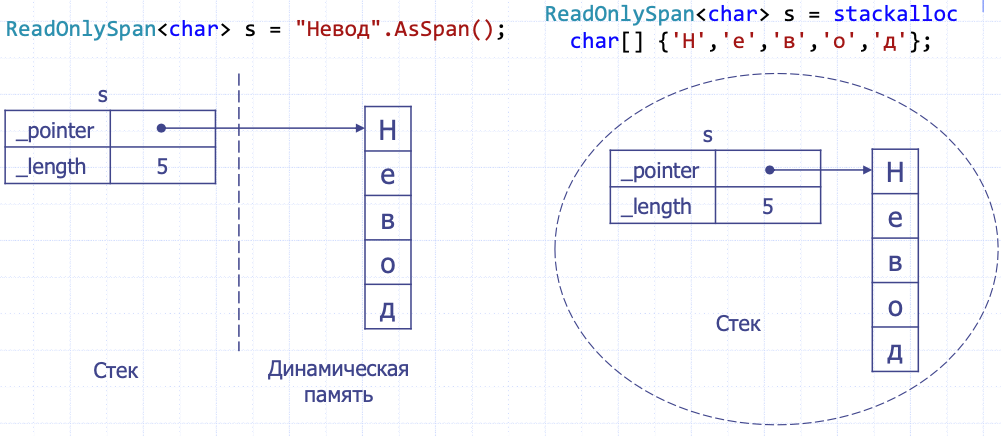 ReadOnlySpan<char> s = "Невод".AsSpan();
s
_pointer
_length 5
Н
е
в
о
д
Стек
Динамическая
память
ReadOnlySpan<char> s = stackalloc
char[] {'Н','е','в','о','д'};
s
_pointer
_length 5
Н
е
в
о
д
Стек